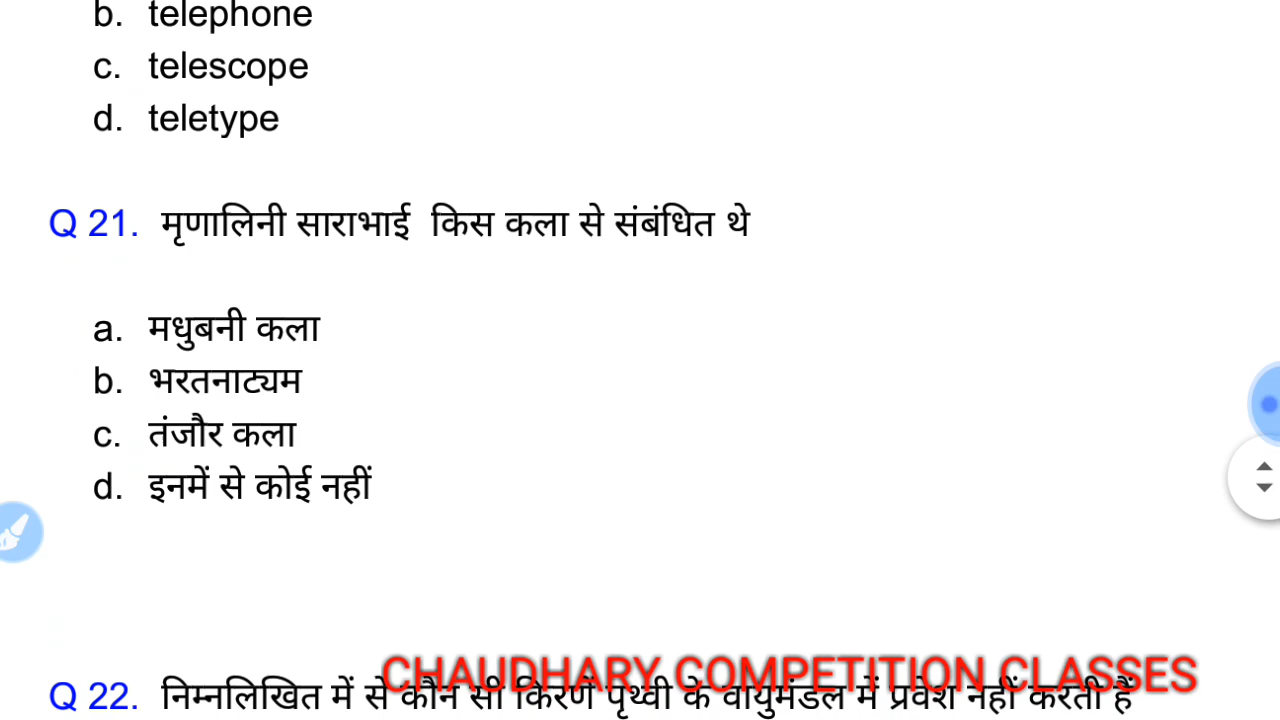 b. telephone
c. telescope
d. teletype
Q 21. मृणालिनी साराभाई किस कला से संबंधित थे
a. मधुबनी कला
b. भरतनाट्यम
c. तंजौर कला
d. इनमें से कोई नहीं
CHAUDHARY COMPETITION CLASSES
Q 22. निम्नलिखित में से कौन सी किरणें पृथ्वी के वायुमंडल में प्रवेश नहीं करती हैं